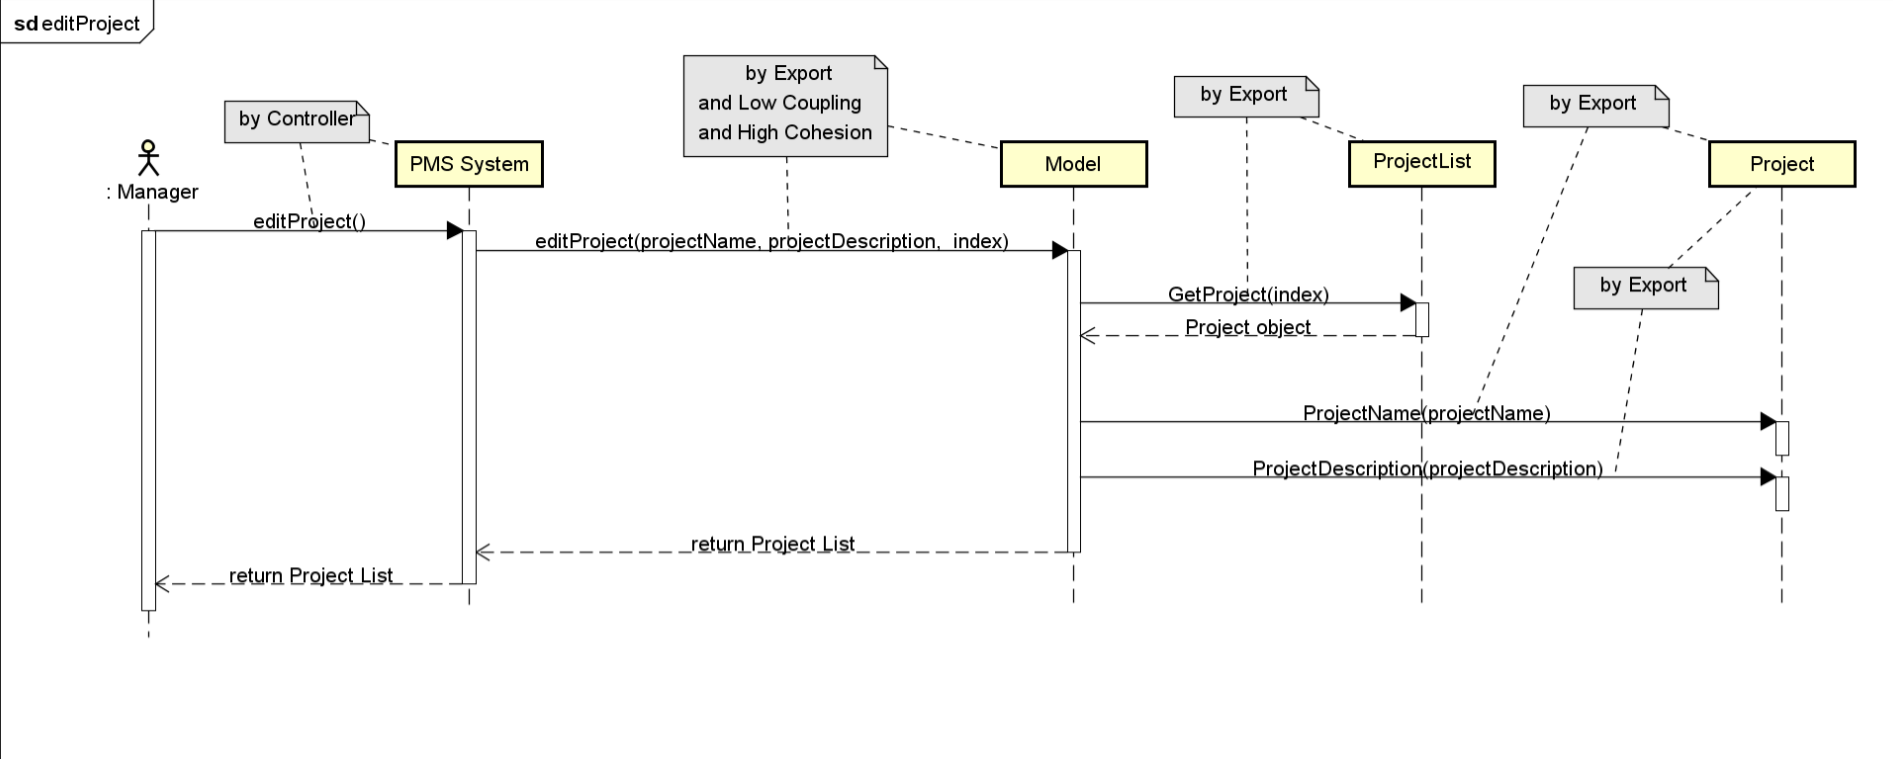 sd editProject
by Controller
by Export
and Low Coupling
and High Cohesion
by Export
by Export
: Manager
PMS System
Model
ProjectList
Project
editProject()
editProject(projectName, projectDescription, index)
by Export
GetProject(index)
Project object
ProjectName(projectName)
ProjectDescription(projectDescription)
return Project List
return Project List